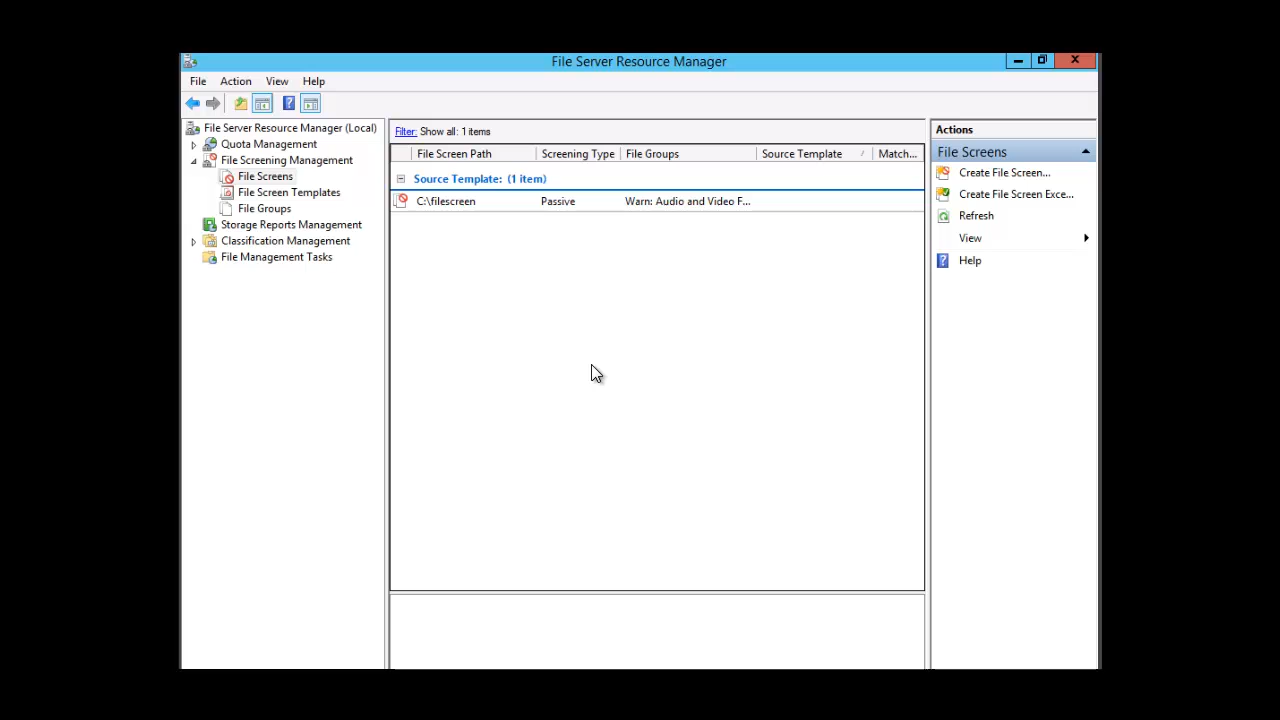 File Server Resource Manager
File Action View Help
File Server Resource Manager (Local)
Quota Management
File Screening Management
File Screens
File Screen Templates
File Groups
Storage Reports Management
Classification Management
File Management Tasks
Filter: Show all: 1 items
File Screen Path Screening Type File Groups Source Template Match...
Source Template: (1 item)
C:\filescreen Passive Warn: Audio and Video F...
Actions
File Screens
Create File Screen...
Create File Screen Exce...
Refresh
View
Help